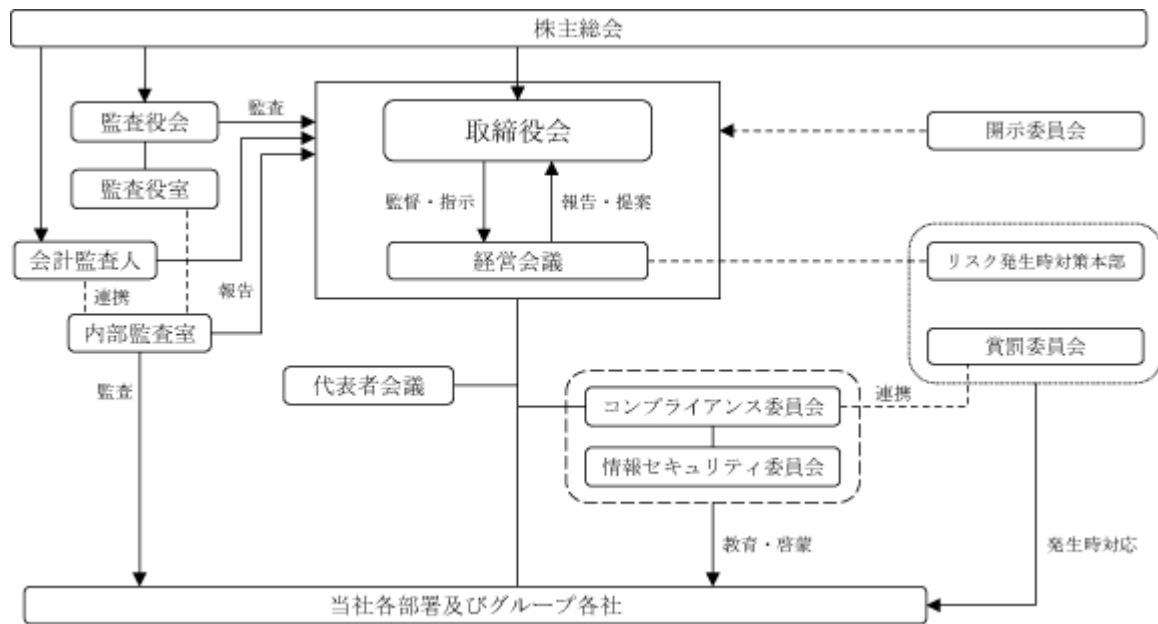 株主総会
監査役会
監査
取締役会
開示委員会
監査役室
監督・指示
報告・提案
会計監査人
経営会議
リスク発生時対策本部
連携
報告
内部監査室
賞罰委員会
監査
代表者会議
コンプライアンス委員会
連携
情報セキュリティ委員会
教育・啓蒙
発生時対応
当社各部署及びグループ各社